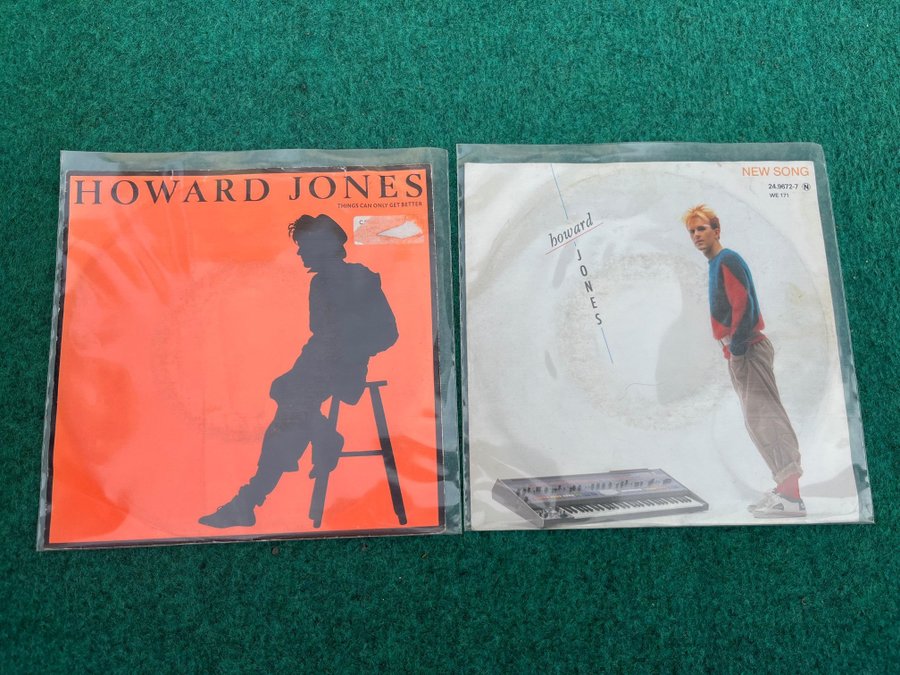 HOWARD JONES
THINGS CAN ONLY GET BETTER
NEW SONG
24.9672-7 N
WE 171
howard
JONES